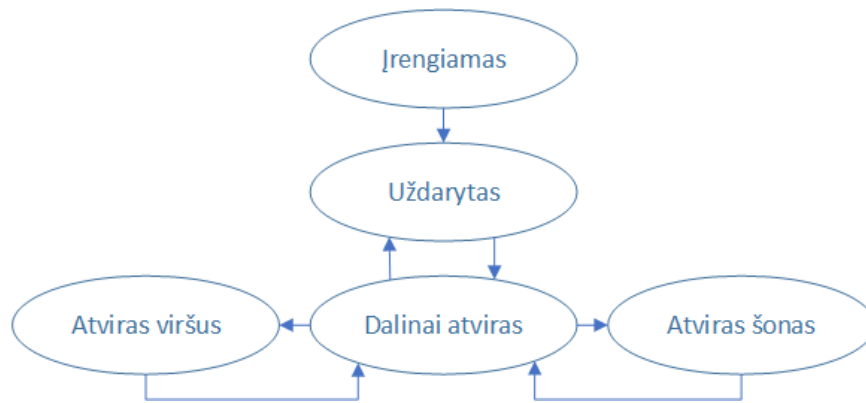 Įrengiamas
Uždarytas
Atviras viršus
Dalinai atviras
Atviras šonas